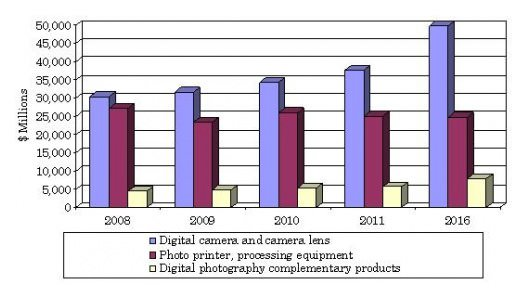 $ Millions
50,000
45,000
40,000
35,000
30,000
25,000
20,000
15,000
10,000
5,000
0
2008 2009 2010 2011 2016
Digital camera and camera lens
Photo printer, processing equipment
Digital photography complementary products